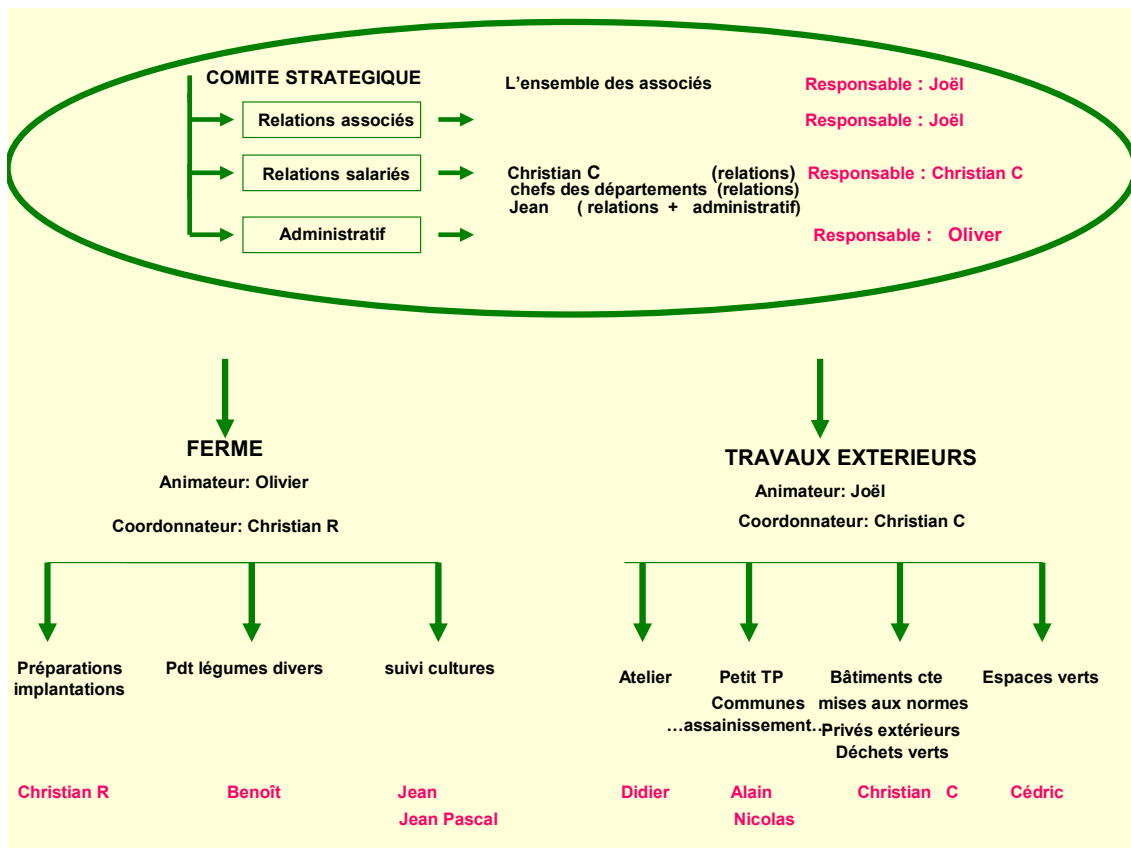 COMITE STRATEGIQUE L'ensemble des associés Responsable : Joël
Relations associés Responsable : Joël
Relations salariés Christian C (relations) Responsable : Christian C
chefs des départements (relations)
Jean ( relations + administratif)
Administratif Responsable : Oliver
FERME
Animateur: Olivier
Coordonnateur: Christian R
TRAVAUX EXTERIEURS
Animateur: Joël
Coordonnateur: Christian C
Préparations
implantations
Pdt légumes divers
suivi cultures
Atelier
Petit TP
Communes
…assainissement…
Bâtiments cte
mises aux normes
Privés extérieurs
Déchets verts
Espaces verts
Christian R
Benoît
Jean
Jean Pascal
Didier
Alain
Nicolas
Christian C
Cédric